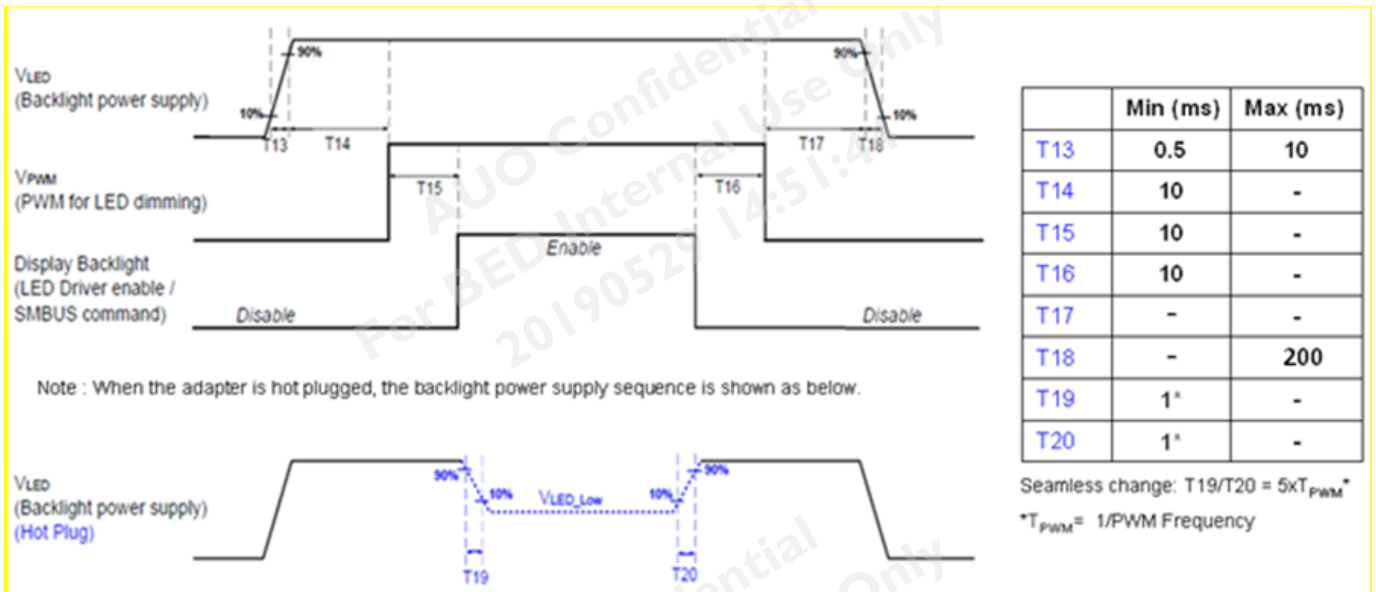 VLED
(Backlight power supply)
90%
10%
90%
10%
T13 T14 T17 T18
VPWM
(PWM for LED dimming)
T15 T16
Display Backlight
(LED Driver enable /
SMBUS command)
Disable
Enable
Disable
Note : When the adapter is hot plugged, the backlight power supply sequence is shown as below.
VLED
(Backlight power supply)
(Hot Plug)
90%
10%
VLED_Low
10%
90%
T19 T20
Min (ms) Max (ms)
T13 0.5 10
T14 10 -
T15 10 -
T16 10 -
T17 - -
T18 - 200
T19 1* -
T20 1* -
Seamless change: T19/T20 = 5xTPWM*
*TPWM= 1/PWM Frequency
AUO Confidential
For BED Internal Use Only
20190529 14:51:41
ential
Only